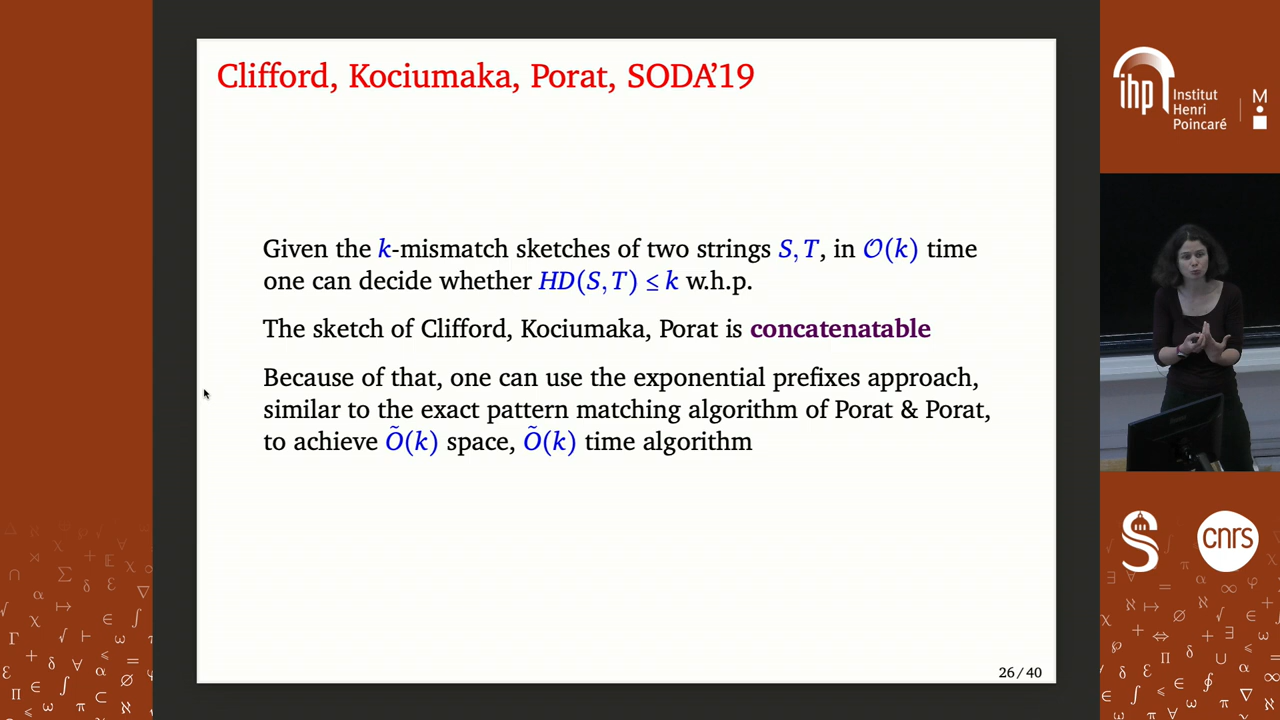 Clifford, Kociumaka, Porat, SODA'19
Given the k-mismatch sketches of two strings S, T, in 𝒪(k) time
one can decide whether HD(S, T) ≤ k w.h.p.
The sketch of Clifford, Kociumaka, Porat is concatenatable
Because of that, one can use the exponential prefixes approach,
similar to the exact pattern matching algorithm of Porat & Porat,
to achieve Õ(k) space, Õ(k) time algorithm
26/40
ihp
Institut
Henri
Poincaré
M
cnrs